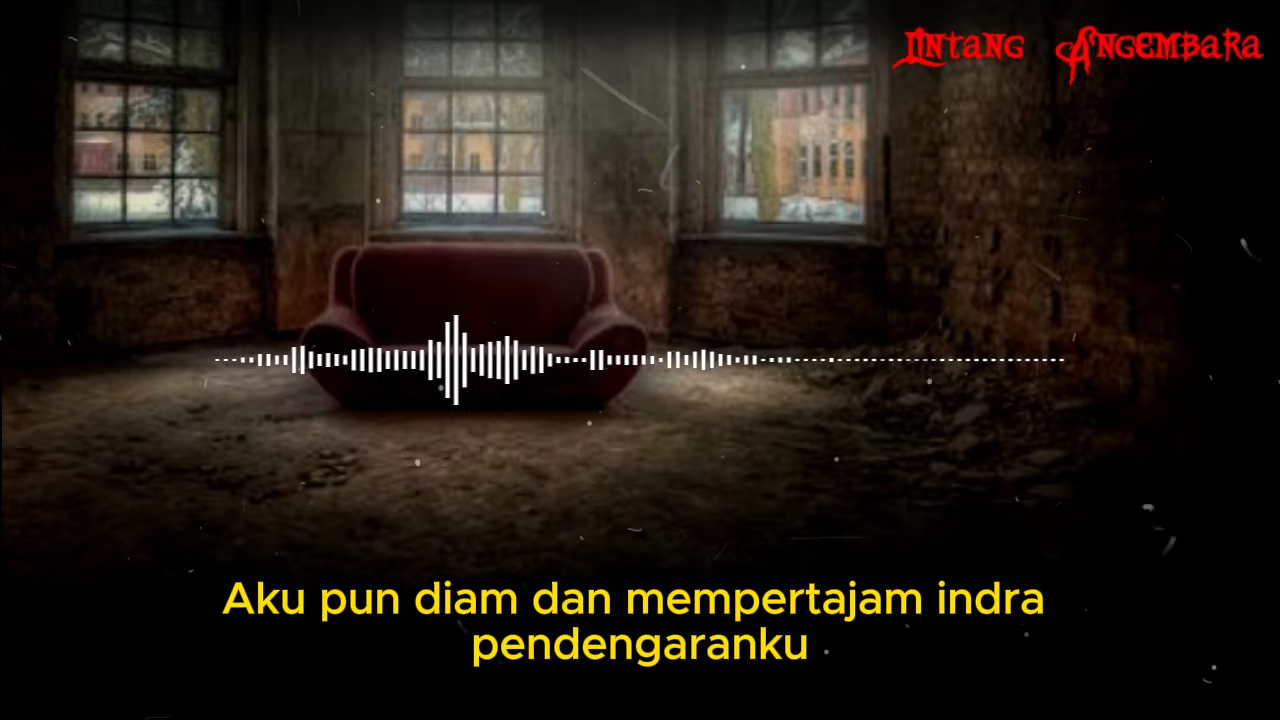 Lintang Angembara
Aku pun diam dan mempertajam indra
pendengaranku